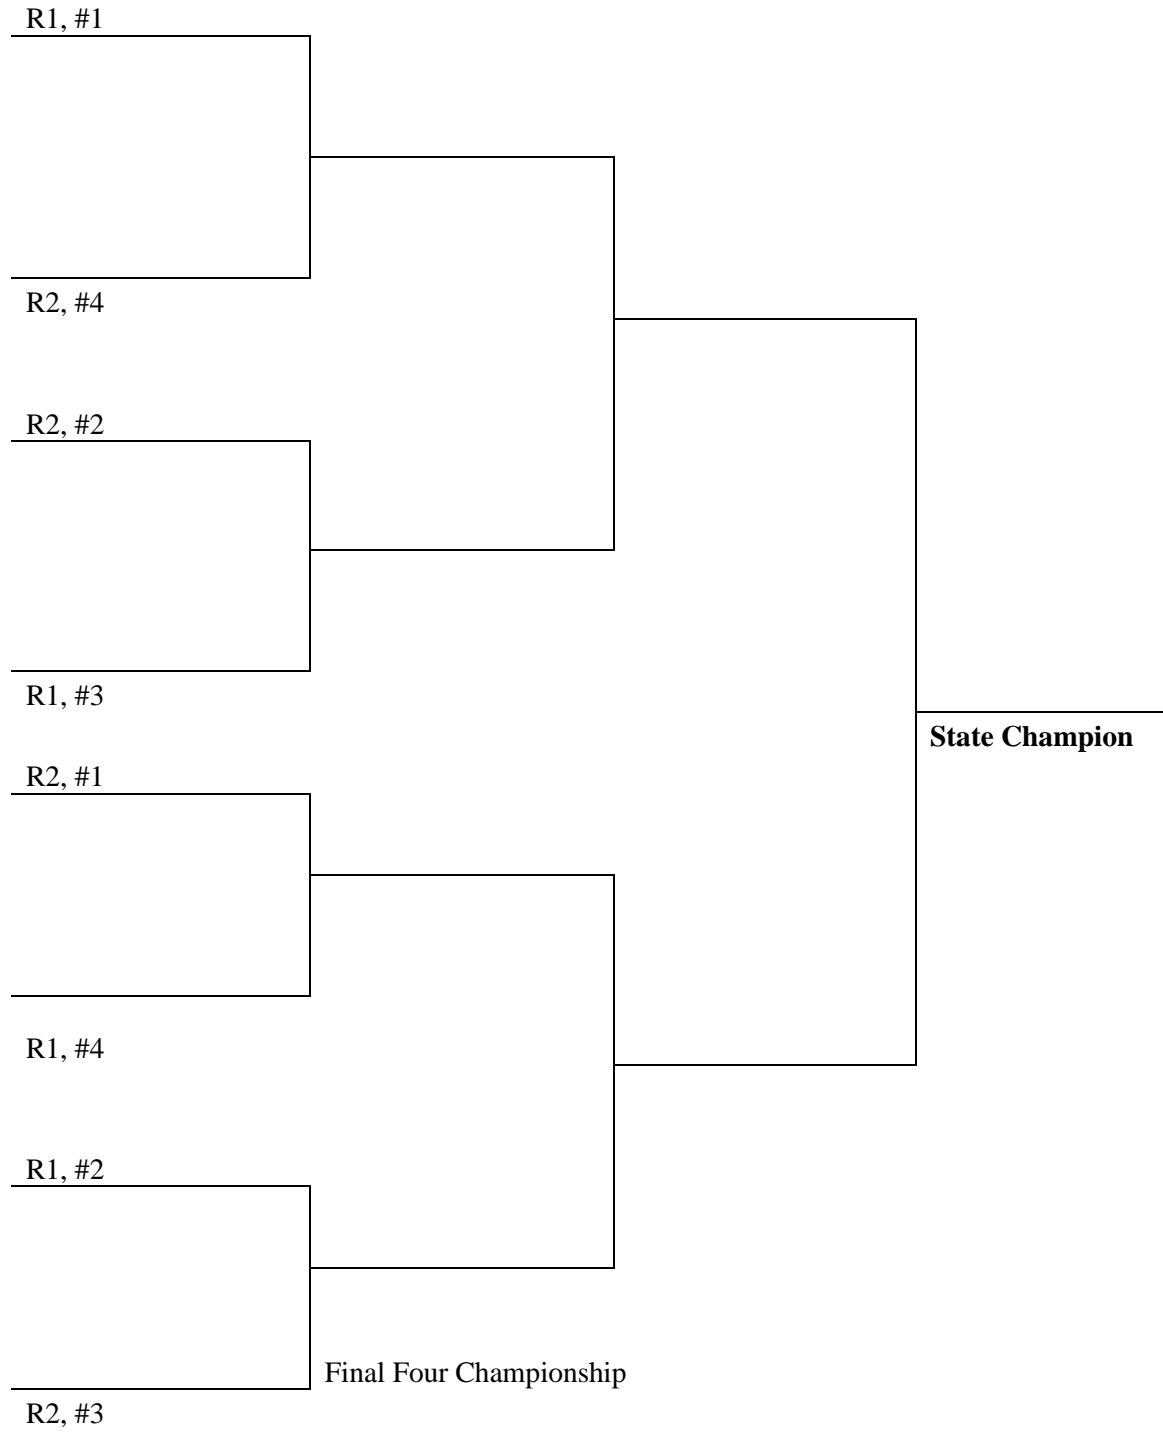 R1, #1
R2, #4
R2, #2
R1, #3
State Champion
R2, #1
R1, #4
R1, #2
Final Four Championship
R2, #3